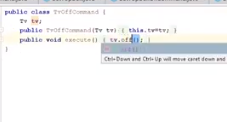 public class TvOffCommand {
Tv tv;
public TvOffCommand(Tv tv) { this.tv=tv; }
public void execute() { tv.off(); }
}
Ctrl+Down and Ctrl+Up will move caret down and